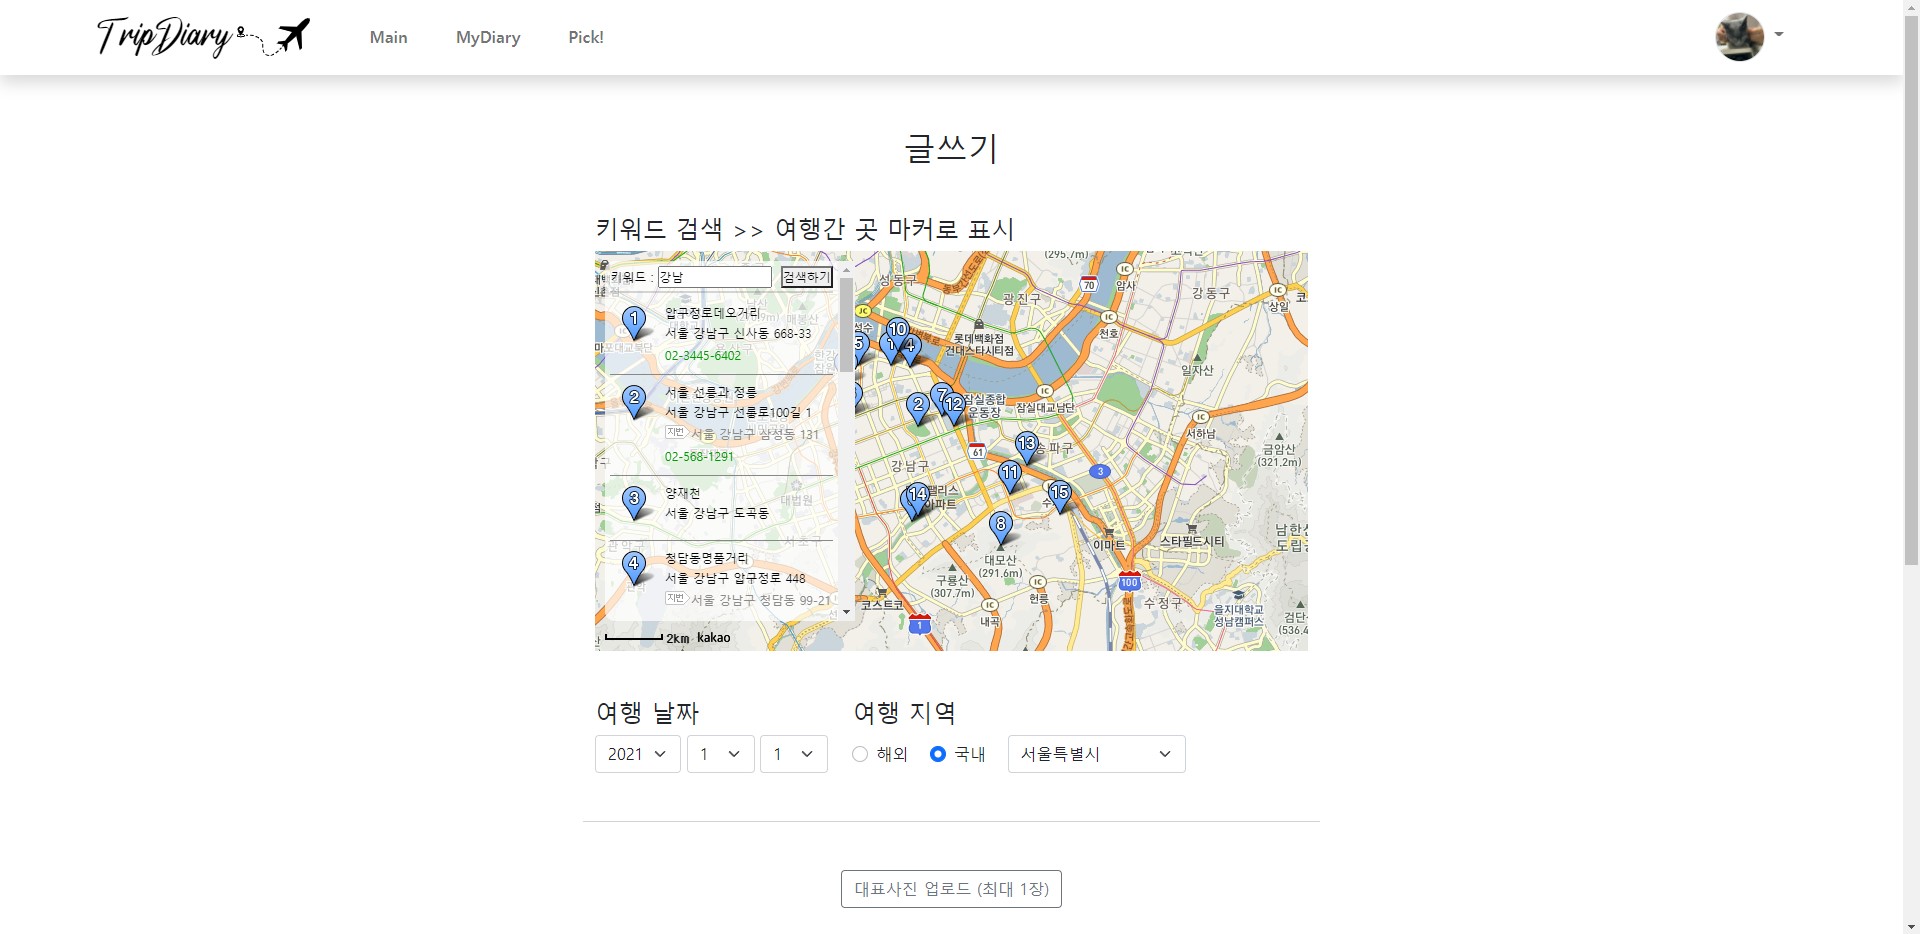 TripDiary
Main MyDiary Pick!
글쓰기
키워드 검색 >> 여행간 곳 마커로 표시
키워드 : 강남 검색하기
1 압구정로데오거리
서울 강남구 신사동 668-33
02-3445-6402
2 서울 선릉과 정릉
서울 강남구 선릉로100길 1
지번 서울 강남구 삼성동 131
02-568-1291
3 양재천
서울 강남구 도곡동
4 청담동명품거리
서울 강남구 압구정로 448
지번 서울 강남구 청담동 99-21
2km kakao
(295.7m)
성동구
광진구
70
IC
암사
강동구
IC
상일
JC
성수
10
5
4
롯데백화점
건대스타시티점
IC
천호
일자산
IC
2
7
12
잠실종합
운동장
잠실대교남단
IC
서하남
61
13
송파구
3
금암산
(321.2m)
강남구
11
14
15
8
대모산
(291.6m)
이마트
스타필드시티
구룡산
(307.7m)
IC
헌릉
100
수정구
코스트코
IC
내곡
1
을지대학교
성남캠퍼스
여행 날짜 여행 지역
2021 1 1 해외 국내 서울특별시
대표사진 업로드 (최대 1장)